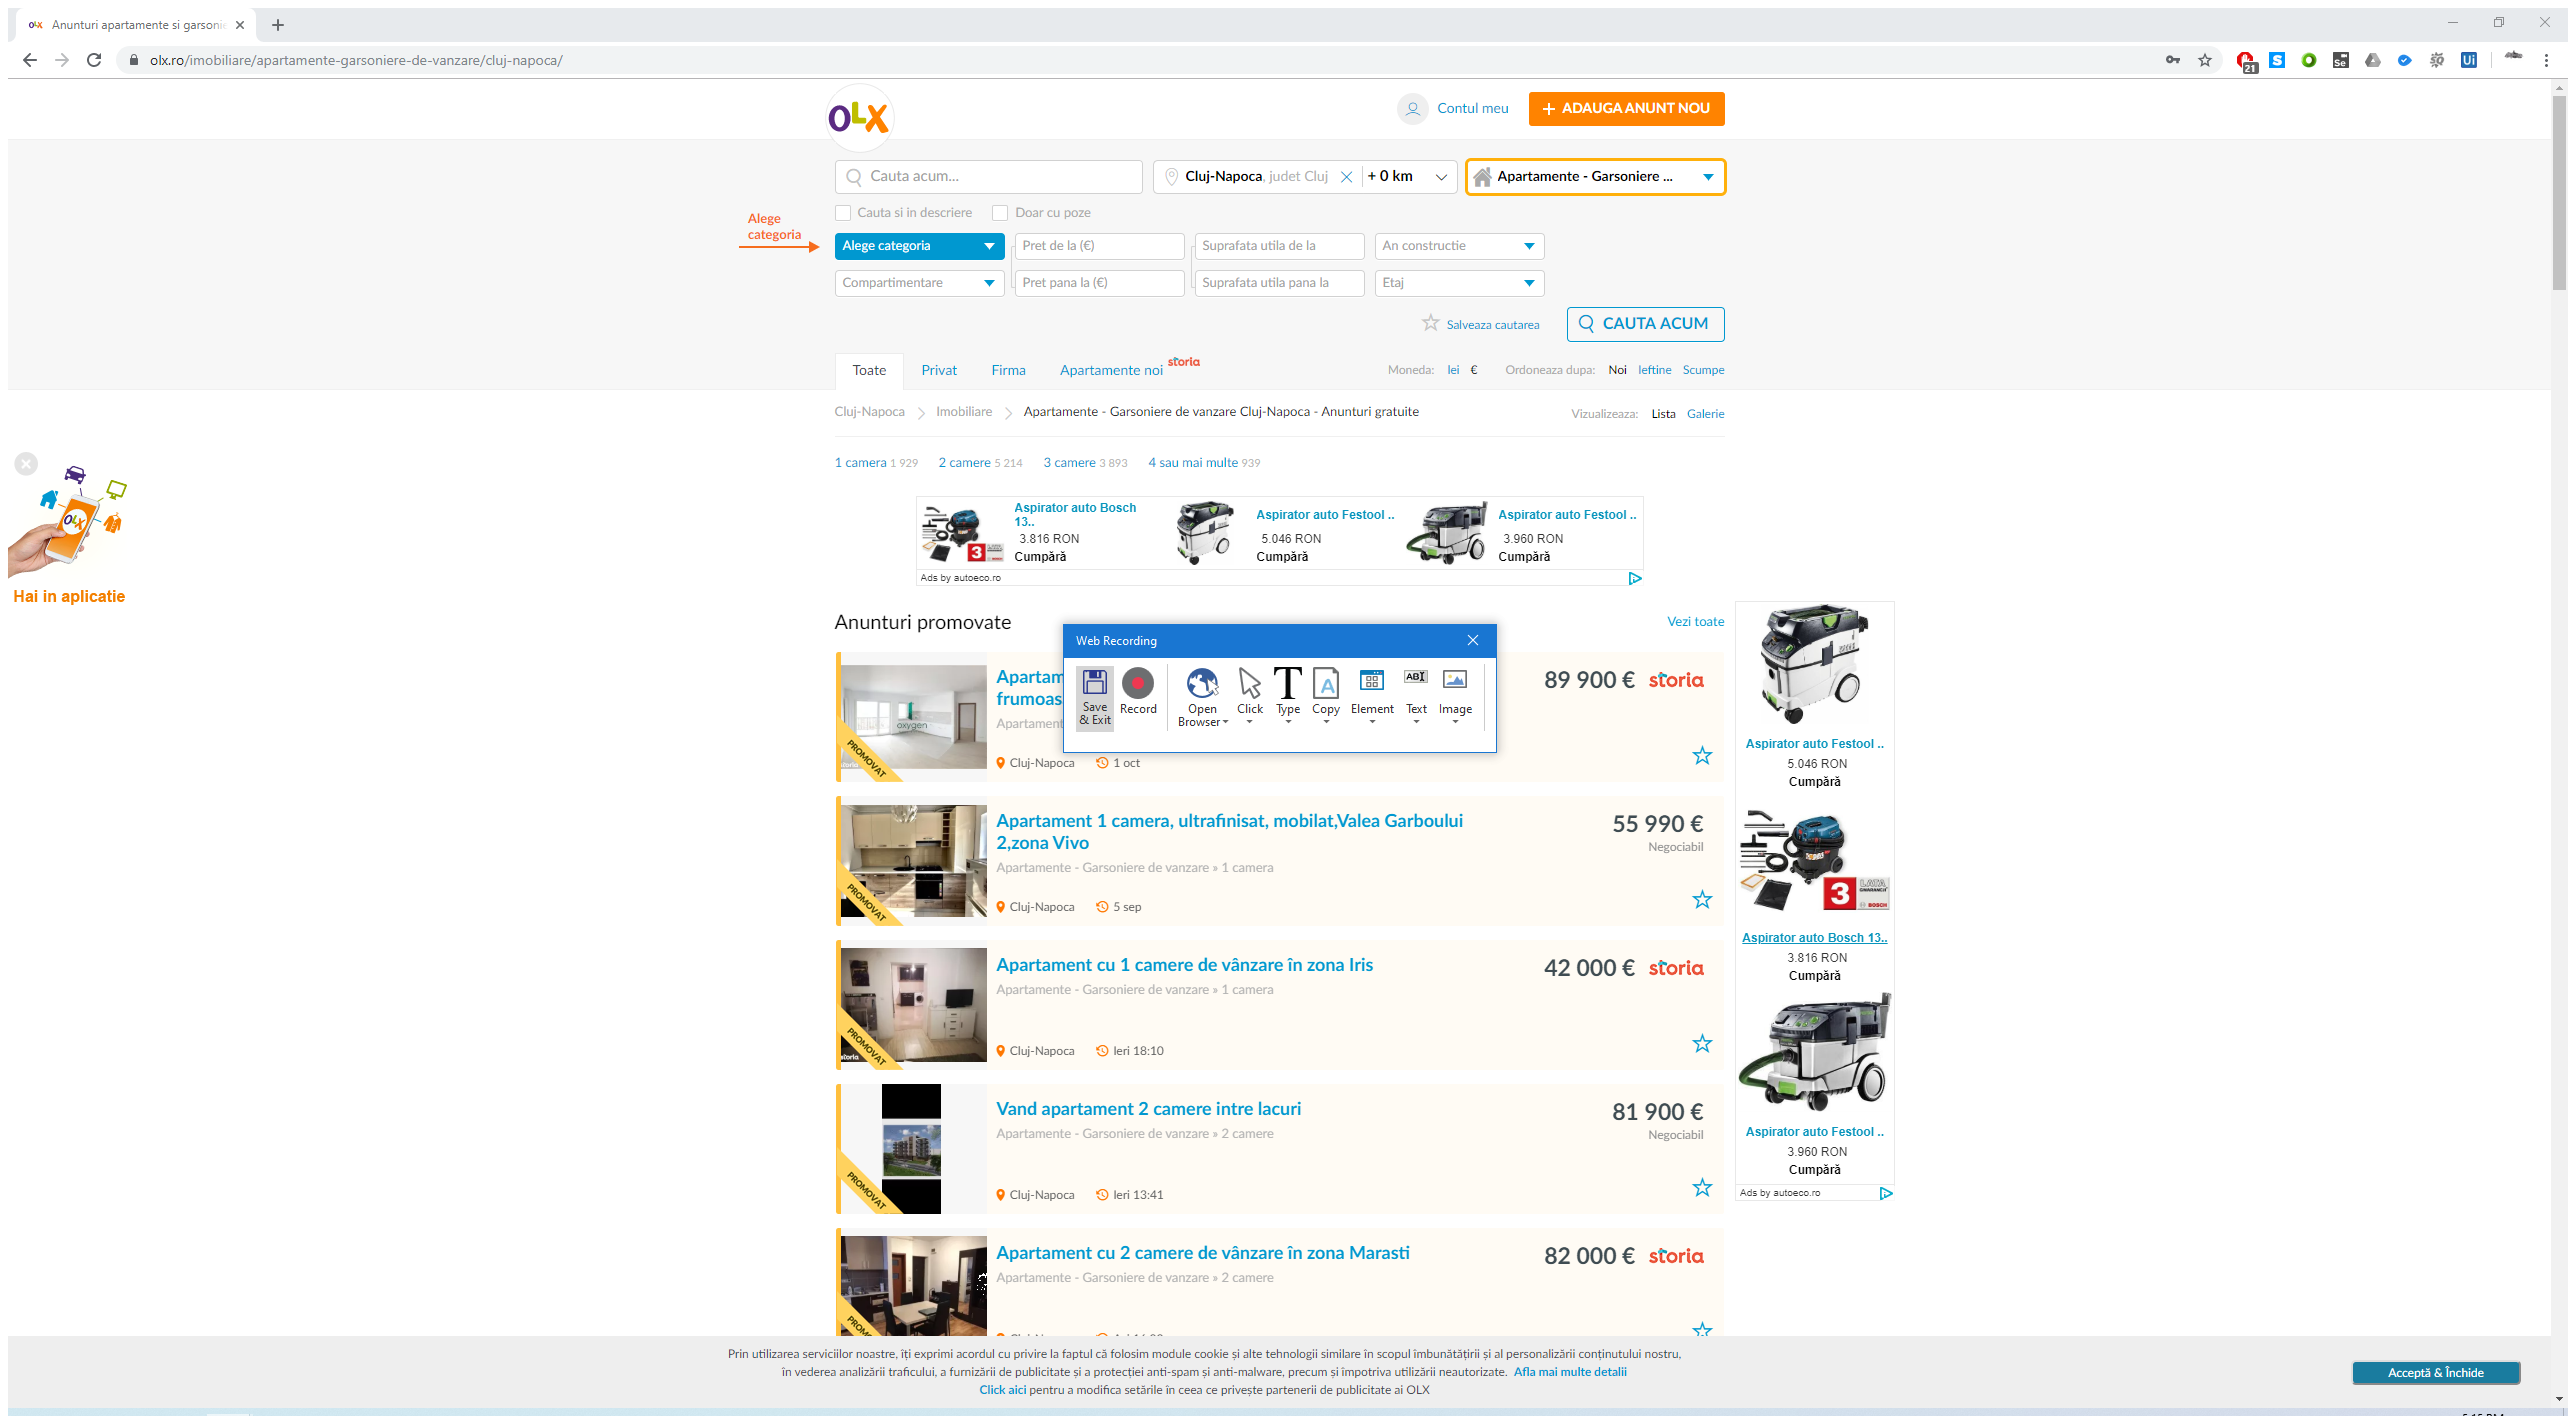 OLX Anunturi apartamente si garsonie
olx.ro/imobiliare/apartamente-garsoniere-de-vanzare/cluj-napoca/
21
Se
Ui
OLX
Contul meu
+ ADAUGA ANUNT NOU
Cauta acum...
Cluj-Napoca, judet Cluj
+ 0 km
Apartamente - Garsoniere ...
Cauta si in descriere
Doar cu poze
Alege
categoria
Alege categoria
Pret de la (€)
Suprafata utila de la
An constructie
Compartimentare
Pret pana la (€)
Suprafata utila pana la
Etaj
Salveaza cautarea
CAUTA ACUM
Toate
Privat
Firma
Apartamente noi storia
Moneda: lei €
Ordoneaza dupa: Noi Ieftine Scumpe
Cluj-Napoca
Imobiliare
Apartamente - Garsoniere de vanzare Cluj-Napoca - Anunturi gratuite
Vizualizeaza: Lista Galerie
1 camera 1 929
2 camere 5 214
3 camere 3 893
4 sau mai multe 939
OLX
Hai in aplicatie
Aspirator auto Bosch
13..
3.816 RON
Cumpără
Aspirator auto Festool ..
5.046 RON
Cumpără
Aspirator auto Festool ..
3.960 RON
Cumpără
Ads by autoeco.ro
Anunturi promovate
Vezi toate
Web Recording
Save
& Exit
Record
Open
Browser
Click
Type
Copy
Element
Text
Image
Apartam
frumoas
Apartament
89 900 € storia
oxygen
PROMOVAT
Cluj-Napoca
1 oct
Apartament 1 camera, ultrafinisat, mobilat,Valea Garboului
2,zona Vivo
Apartamente - Garsoniere de vanzare » 1 camera
55 990 €
Negociabil
PROMOVAT
Cluj-Napoca
5 sep
Apartament cu 1 camere de vânzare în zona Iris
Apartamente - Garsoniere de vanzare » 1 camera
42 000 € storia
PROMOVAT
Cluj-Napoca
Ieri 18:10
Vand apartament 2 camere intre lacuri
Apartamente - Garsoniere de vanzare » 2 camere
81 900 €
Negociabil
PROMOVAT
Cluj-Napoca
Ieri 13:41
Apartament cu 2 camere de vânzare în zona Marasti
Apartamente - Garsoniere de vanzare » 2 camere
82 000 € storia
Aspirator auto Festool ..
5.046 RON
Cumpără
3
BOSCH
Aspirator auto Bosch 13..
3.816 RON
Cumpără
Aspirator auto Festool ..
3.960 RON
Cumpără
Ads by autoeco.ro
Prin utilizarea serviciilor noastre, îți exprimi acordul cu privire la faptul că folosim module cookie și alte tehnologii similare în scopul îmbunătățirii și al personalizării conținutului nostru,
în vederea analizării traficului, a furnizării de publicitate și a protecției anti-spam și anti-malware, precum și împotriva utilizării neautorizate. Afla mai multe detalii
Click aici pentru a modifica setările în ceea ce privește partenerii de publicitate ai OLX
Acceptă & Închide